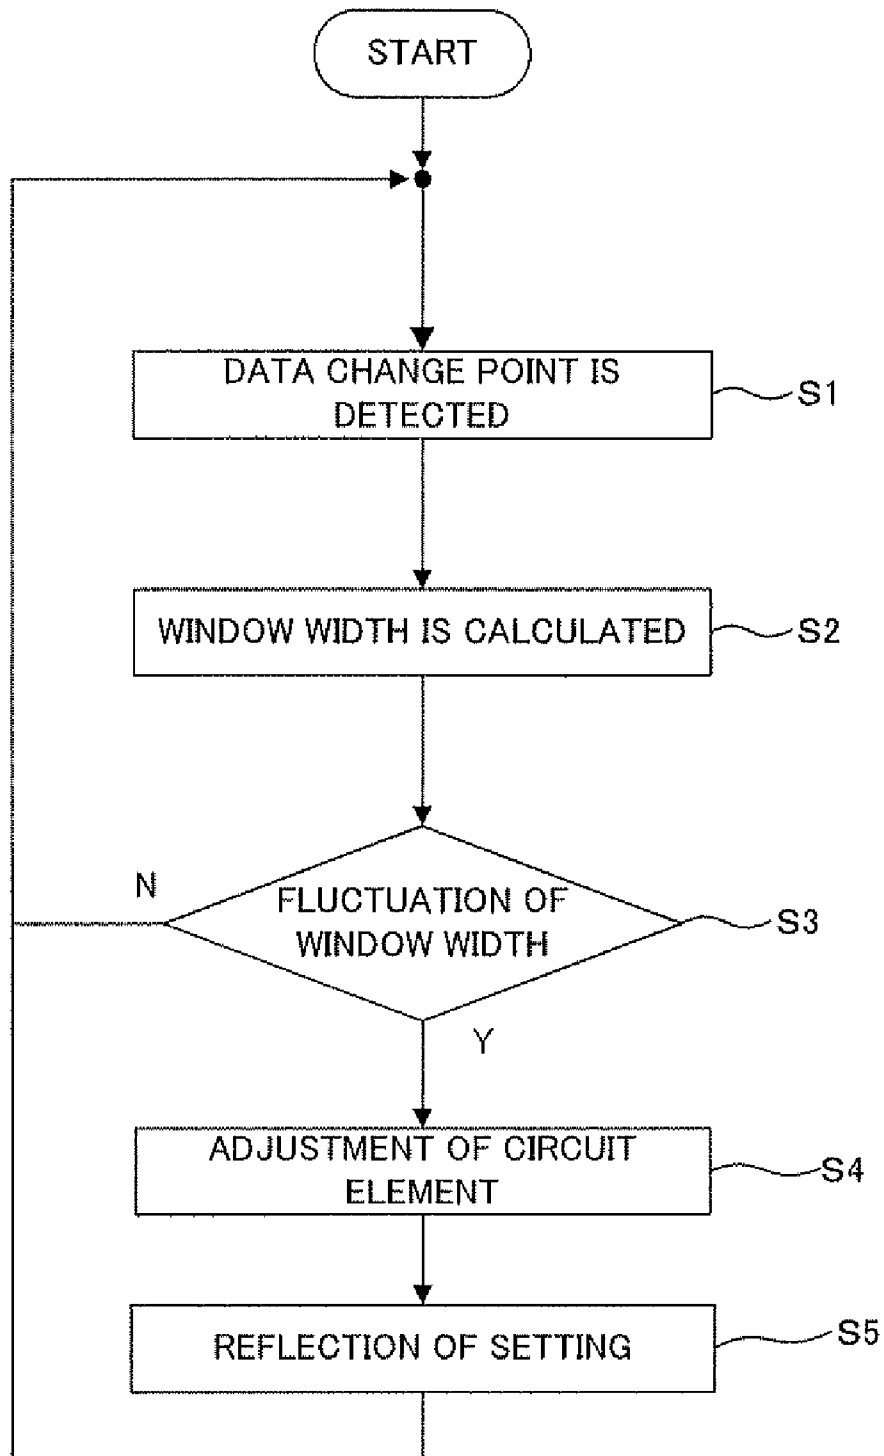 START
DATA CHANGE POINT IS
DETECTED
S1
WINDOW WIDTH IS CALCULATED
S2
N
FLUCTUATION OF
WINDOW WIDTH
S3
Y
ADJUSTMENT OF CIRCUIT
ELEMENT
S4
REFLECTION OF SETTING
S5